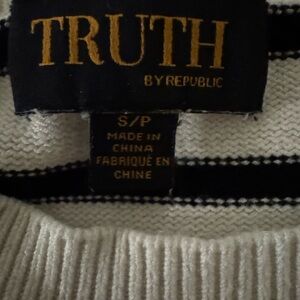 TRUTH
BY REPUBLIC
S/P
MADE IN
CHINA
FABRIQUÉ EN
CHINE